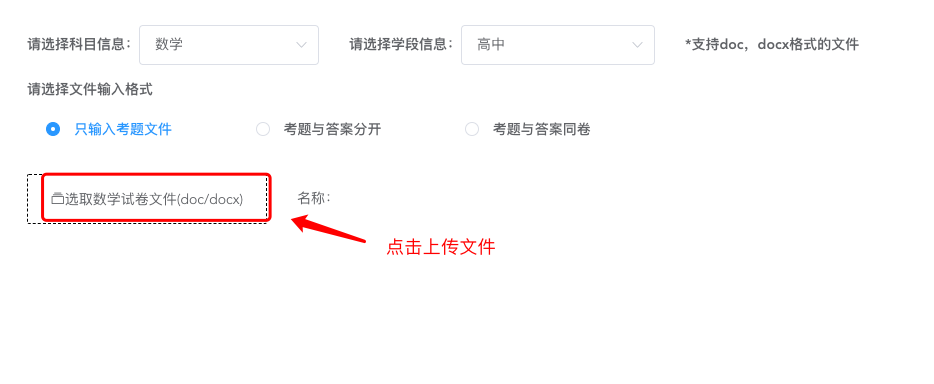 请选择科目信息: 数学 请选择学段信息: 高中 *支持doc，docx格式的文件
请选择文件输入格式
只输入考题文件 考题与答案分开 考题与答案同卷
选取数学试卷文件(doc/docx) 名称：
点击上传文件